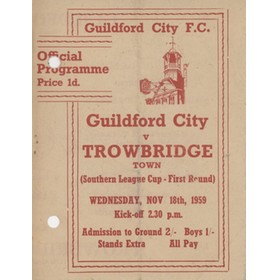 Guildford City F.C.
Official
Programme
Price 1d.
Guildford City
v
TROWBRIDGE
TOWN
(Southern League Cup - First Round)
WEDNESDAY, NOV 18th, 1959
Kick-off 2.30 p.m.
Admission to Ground 2/- Boys 1/-
Stands Extra All Pay